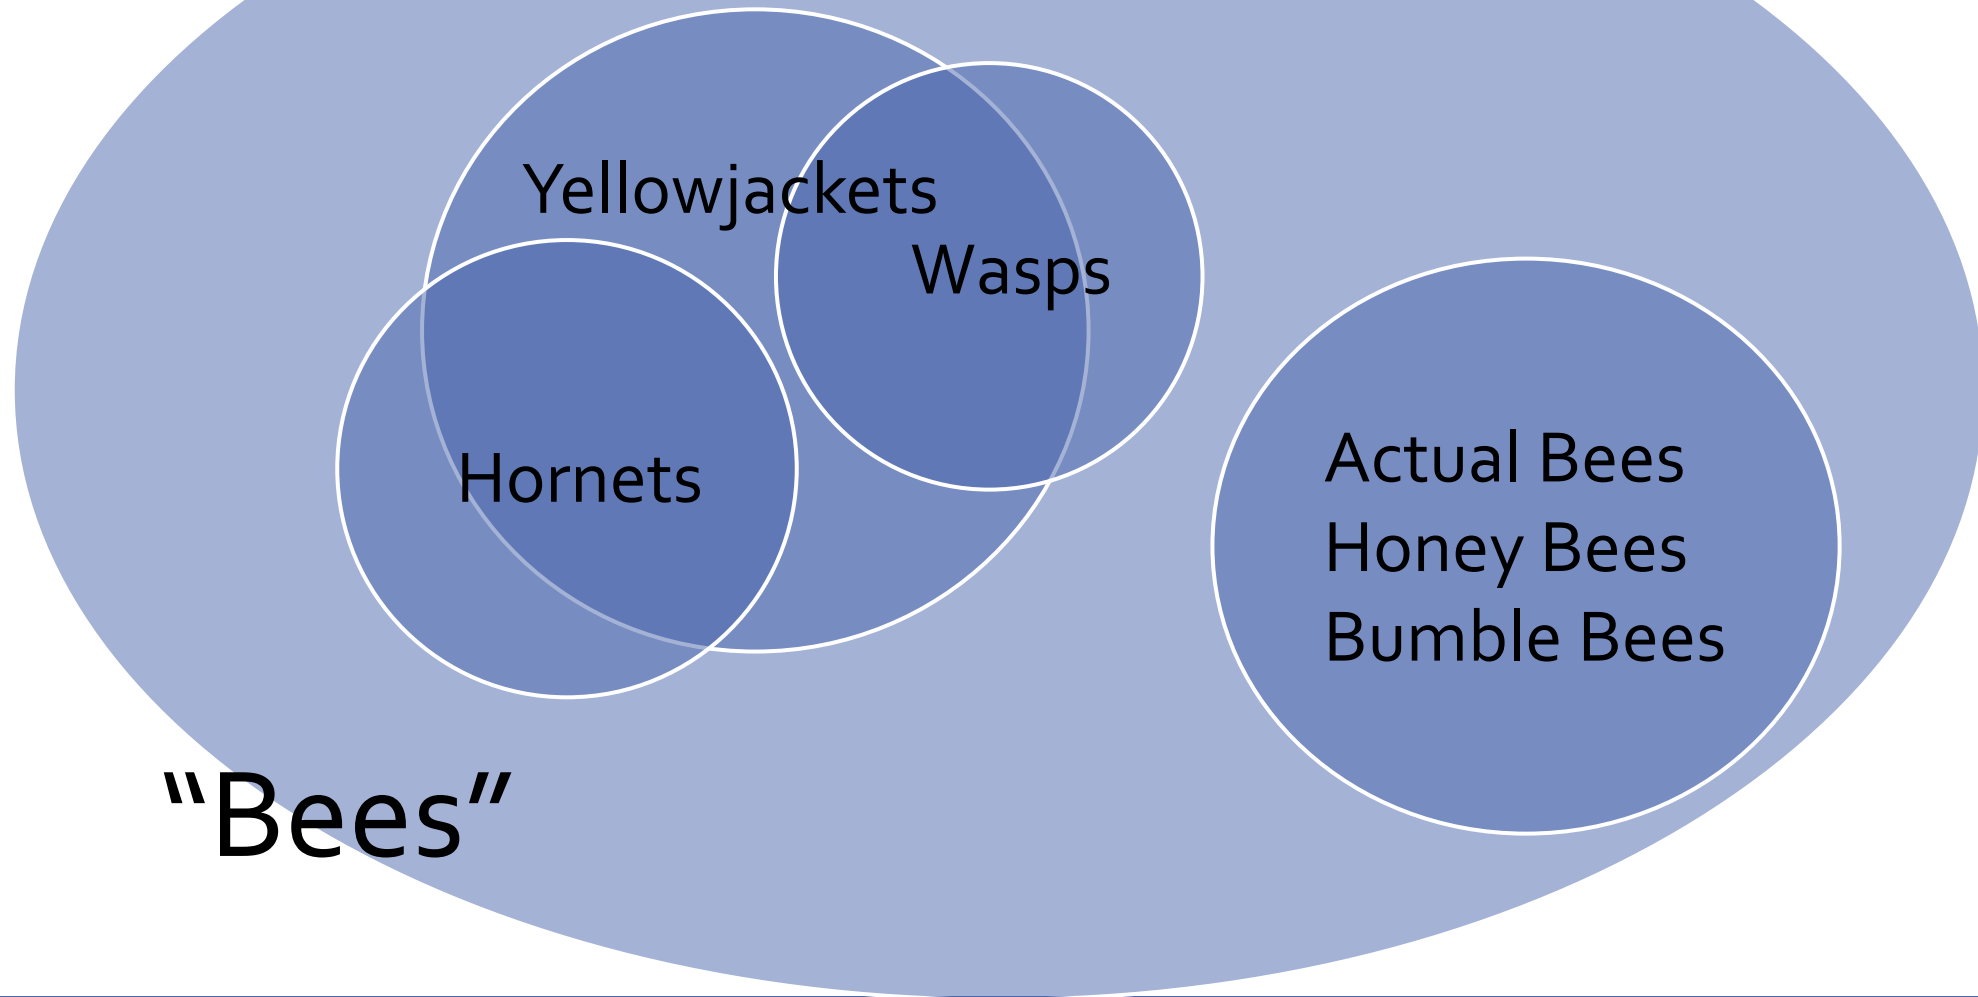 Yellowjackets
Wasps
Hornets
Actual Bees
Honey Bees
Bumble Bees
“Bees”